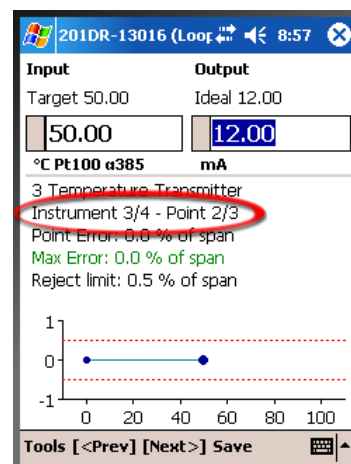 201DR-13016 (Loop 8:57
Input Output
Target 50.00 Ideal 12.00
50.00 12.00
°C Pt100 α385 mA
3 Temperature Transmitter
Instrument 3/4 - Point 2/3
Point Error: 0.0 % of span
Max Error: 0.0 % of span
Reject limit: 0.5 % of span
1
0
-1
0 20 40 60 80 100
Tools [<Prev] [Next>] Save